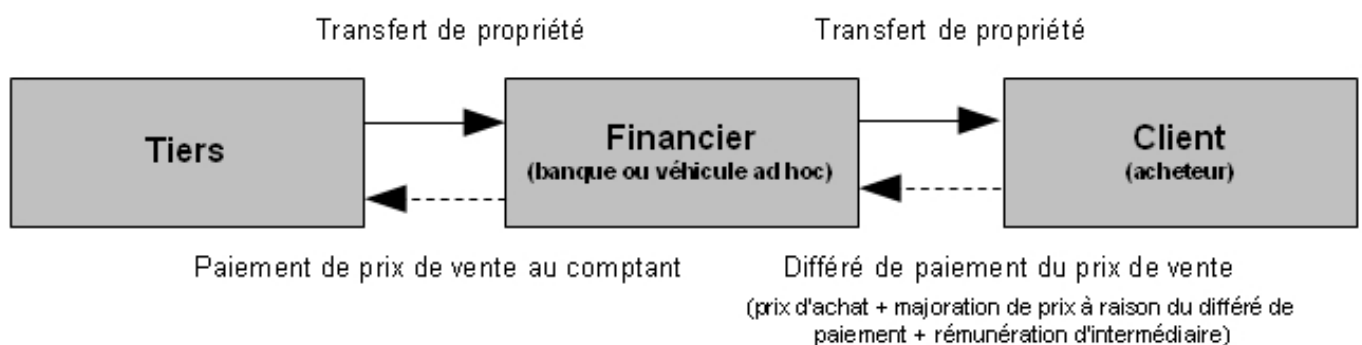 Transfert de propriété
Transfert de propriété
Tiers
Financier
(banque ou véhicule ad hoc)
Client
(acheteur)
Paiement de prix de vente au comptant
Différé de paiement du prix de vente
(prix d'achat + majoration de prix à raison du différé de
paiement + rémunération d'intermédiaire)